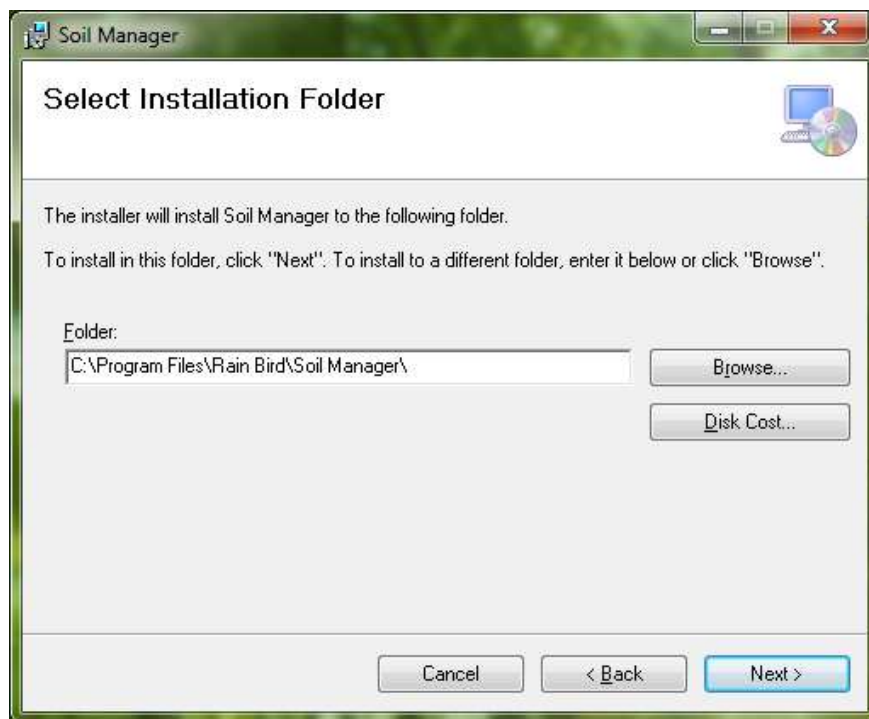 Soil Manager
Select Installation Folder
The installer will install Soil Manager to the following folder.
To install in this folder, click "Next". To install to a different folder, enter it below or click "Browse".
Folder:
C:\Program Files\Rain Bird\Soil Manager\
Browse...
Disk Cost...
Cancel
< Back
Next >